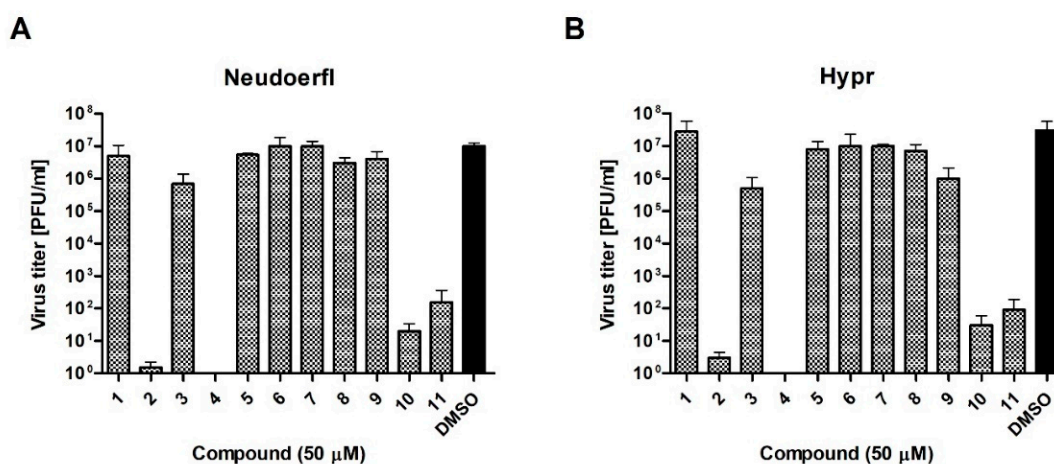 A
Neudoerfl
Virus titer [PFU/ml]
10⁸
10⁷
10⁶
10⁵
10⁴
10³
10²
10¹
10⁰
1 2 3 4 5 6 7 8 9 10 11 DMSO
Compound (50 µM)
B
Hypr
Virus titer [PFU/ml]
10⁸
10⁷
10⁶
10⁵
10⁴
10³
10²
10¹
10⁰
1 2 3 4 5 6 7 8 9 10 11 DMSO
Compound (50 µM)